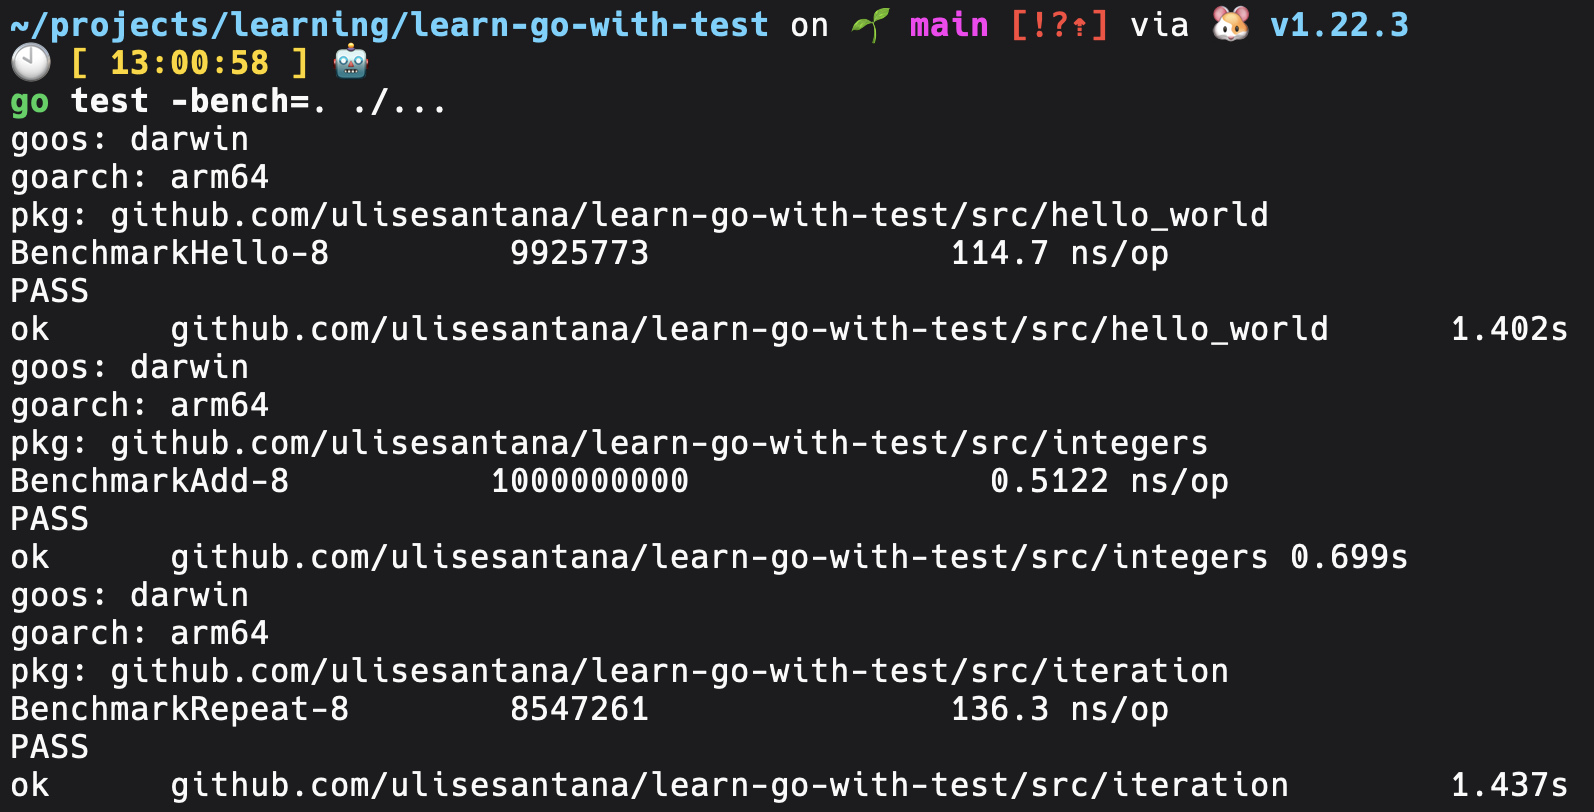 ~/projects/learning/learn-go-with-test on 🌱 main [!?⇡] via 🐹 v1.22.3
🕙 [ 13:00:58 ] 🤖
go test -bench=. ./...
goos: darwin
goarch: arm64
pkg: github.com/ulisesantana/learn-go-with-test/src/hello_world
BenchmarkHello-8         9925773               114.7 ns/op
PASS
ok      github.com/ulisesantana/learn-go-with-test/src/hello_world      1.402s
goos: darwin
goarch: arm64
pkg: github.com/ulisesantana/learn-go-with-test/src/integers
BenchmarkAdd-8          1000000000               0.5122 ns/op
PASS
ok      github.com/ulisesantana/learn-go-with-test/src/integers 0.699s
goos: darwin
goarch: arm64
pkg: github.com/ulisesantana/learn-go-with-test/src/iteration
BenchmarkRepeat-8        8547261               136.3 ns/op
PASS
ok      github.com/ulisesantana/learn-go-with-test/src/iteration        1.437s